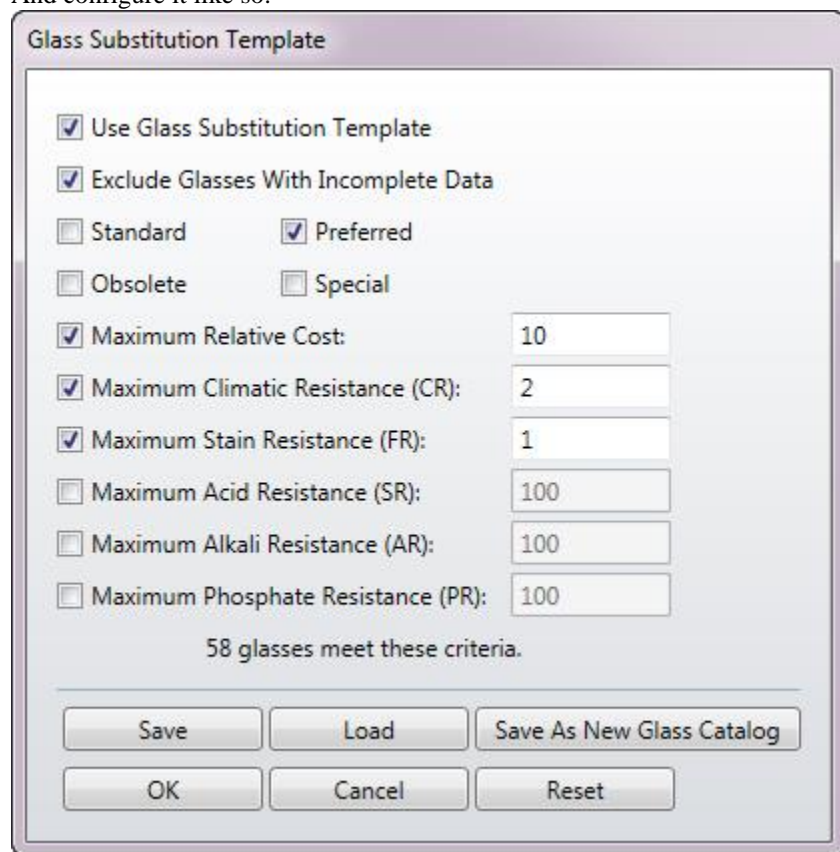 And configure it like so:
Glass Substitution Template
Use Glass Substitution Template
Exclude Glasses With Incomplete Data
Standard Preferred
Obsolete Special
Maximum Relative Cost: 10
Maximum Climatic Resistance (CR): 2
Maximum Stain Resistance (FR): 1
Maximum Acid Resistance (SR): 100
Maximum Alkali Resistance (AR): 100
Maximum Phosphate Resistance (PR): 100
58 glasses meet these criteria.
Save Load Save As New Glass Catalog
OK Cancel Reset